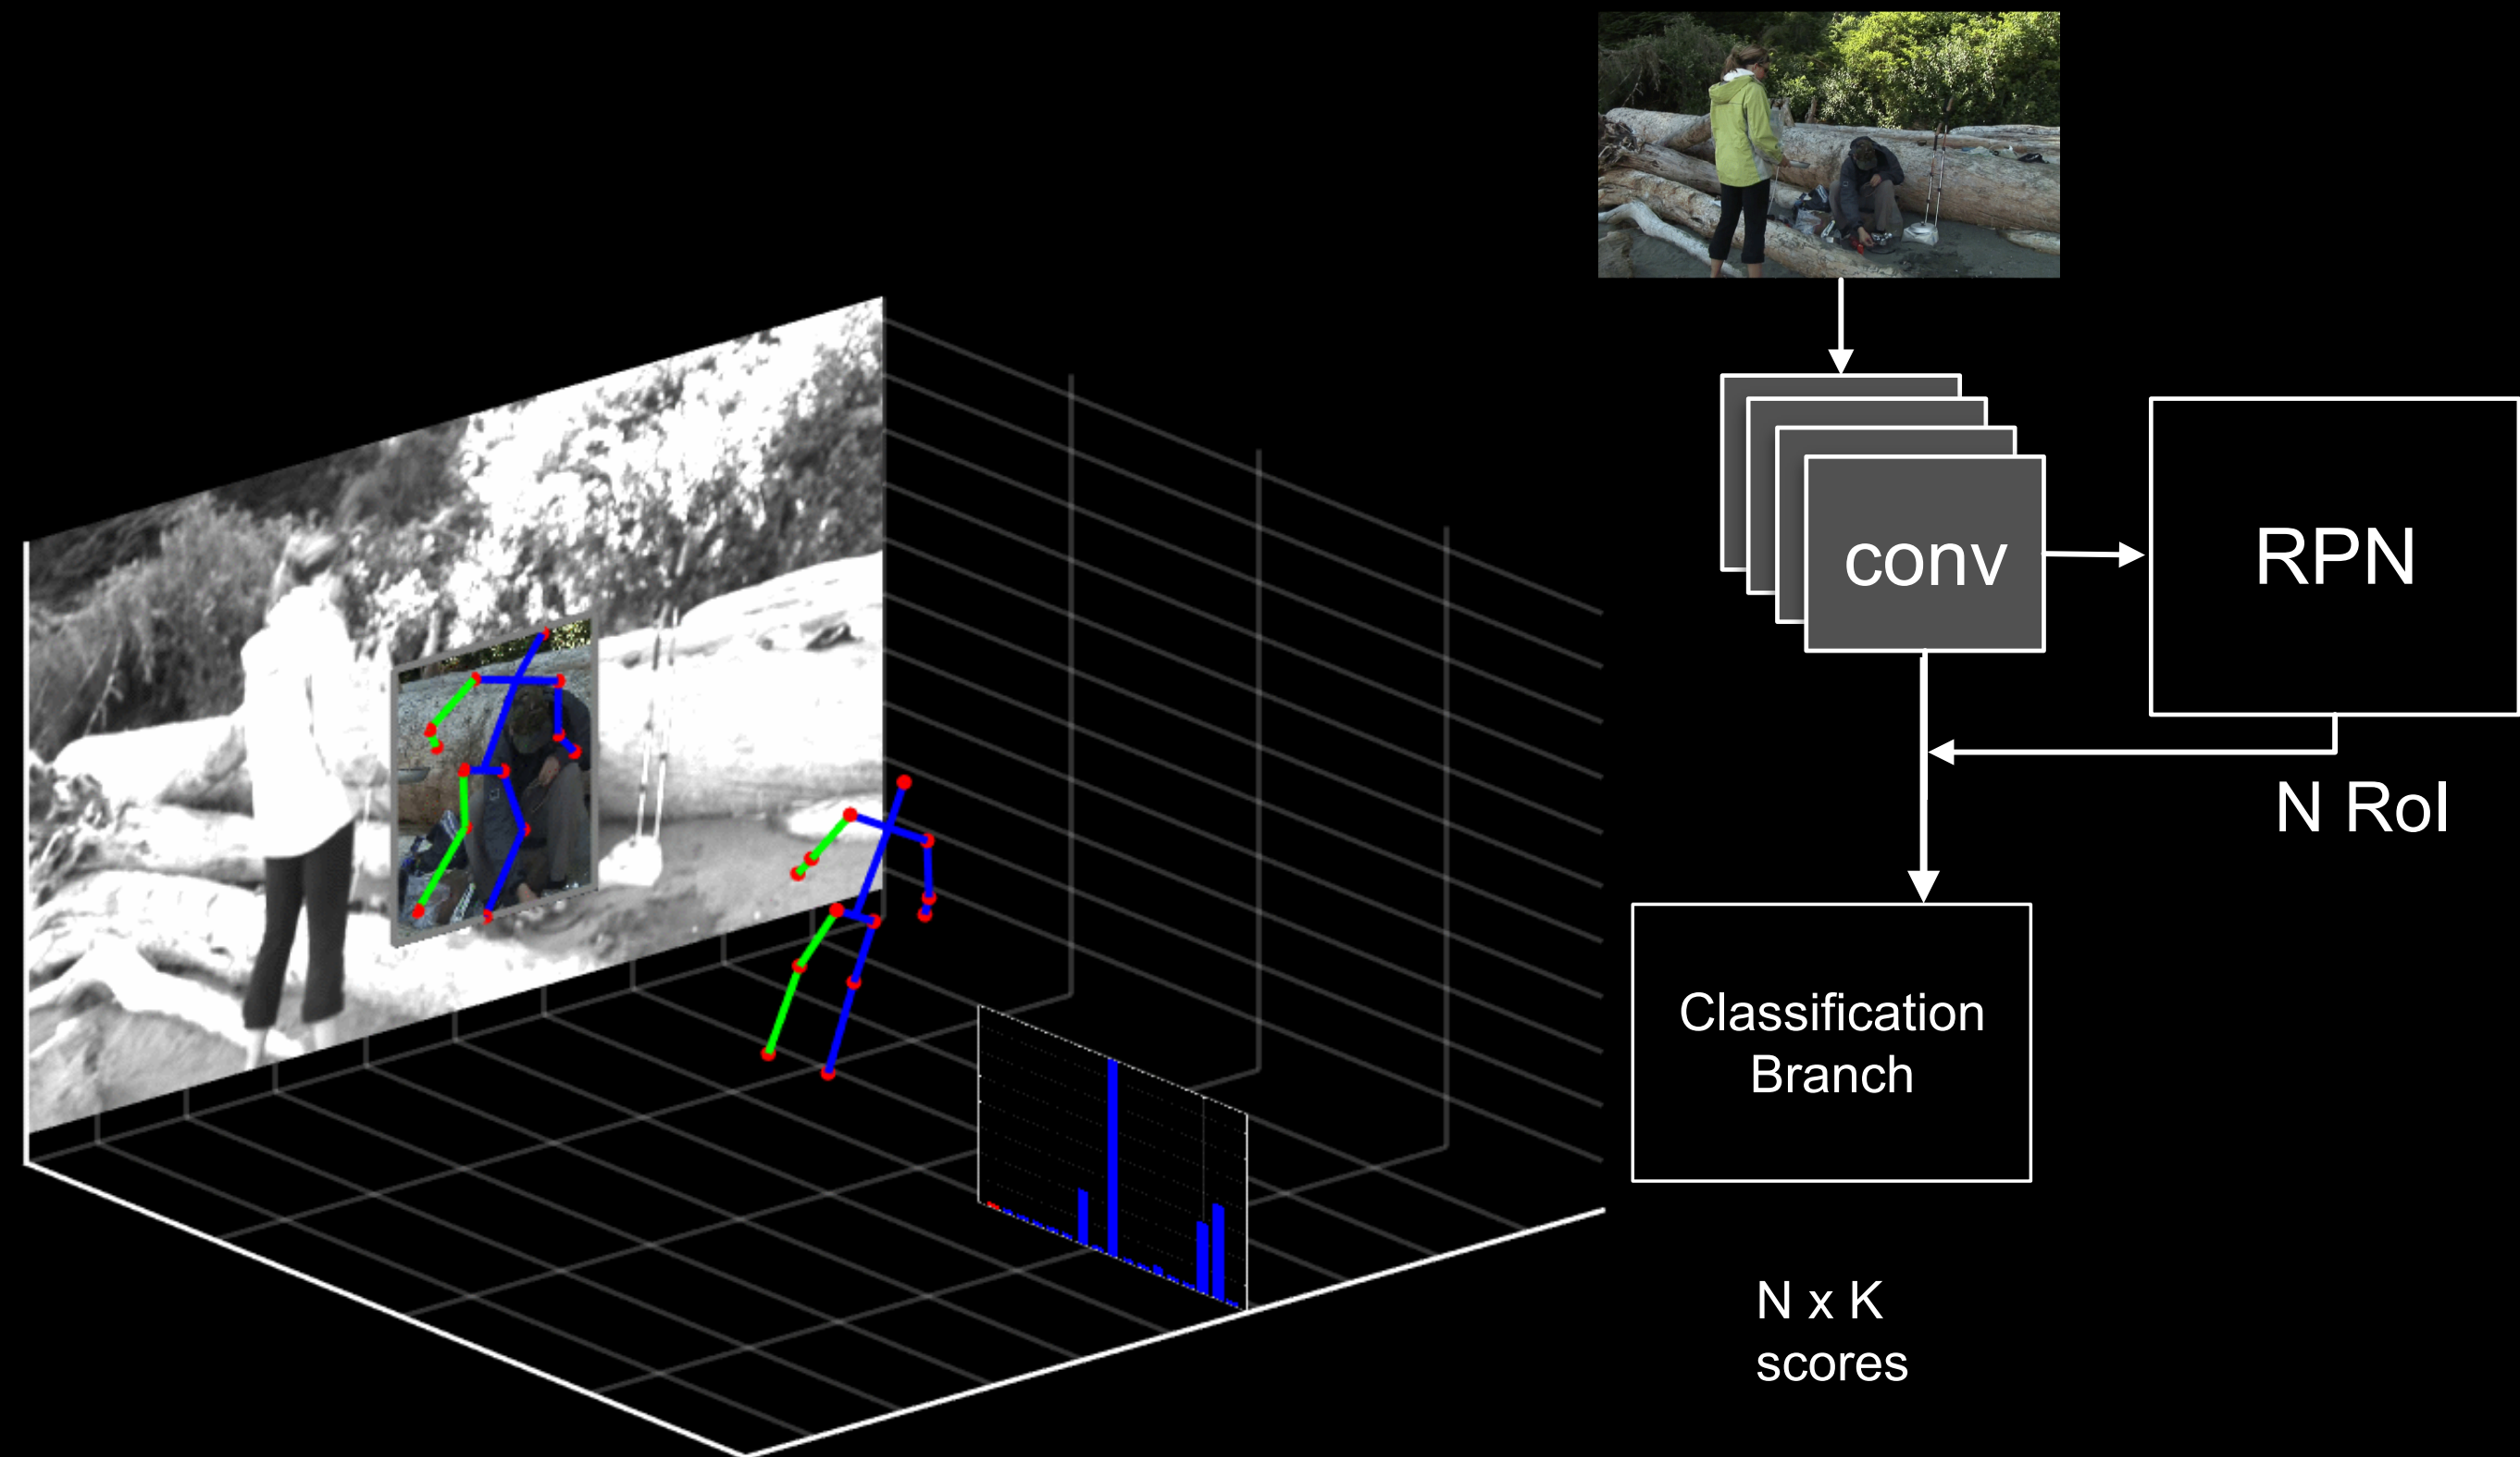 conv
RPN
N RoI
Classification
Branch
N x K
scores